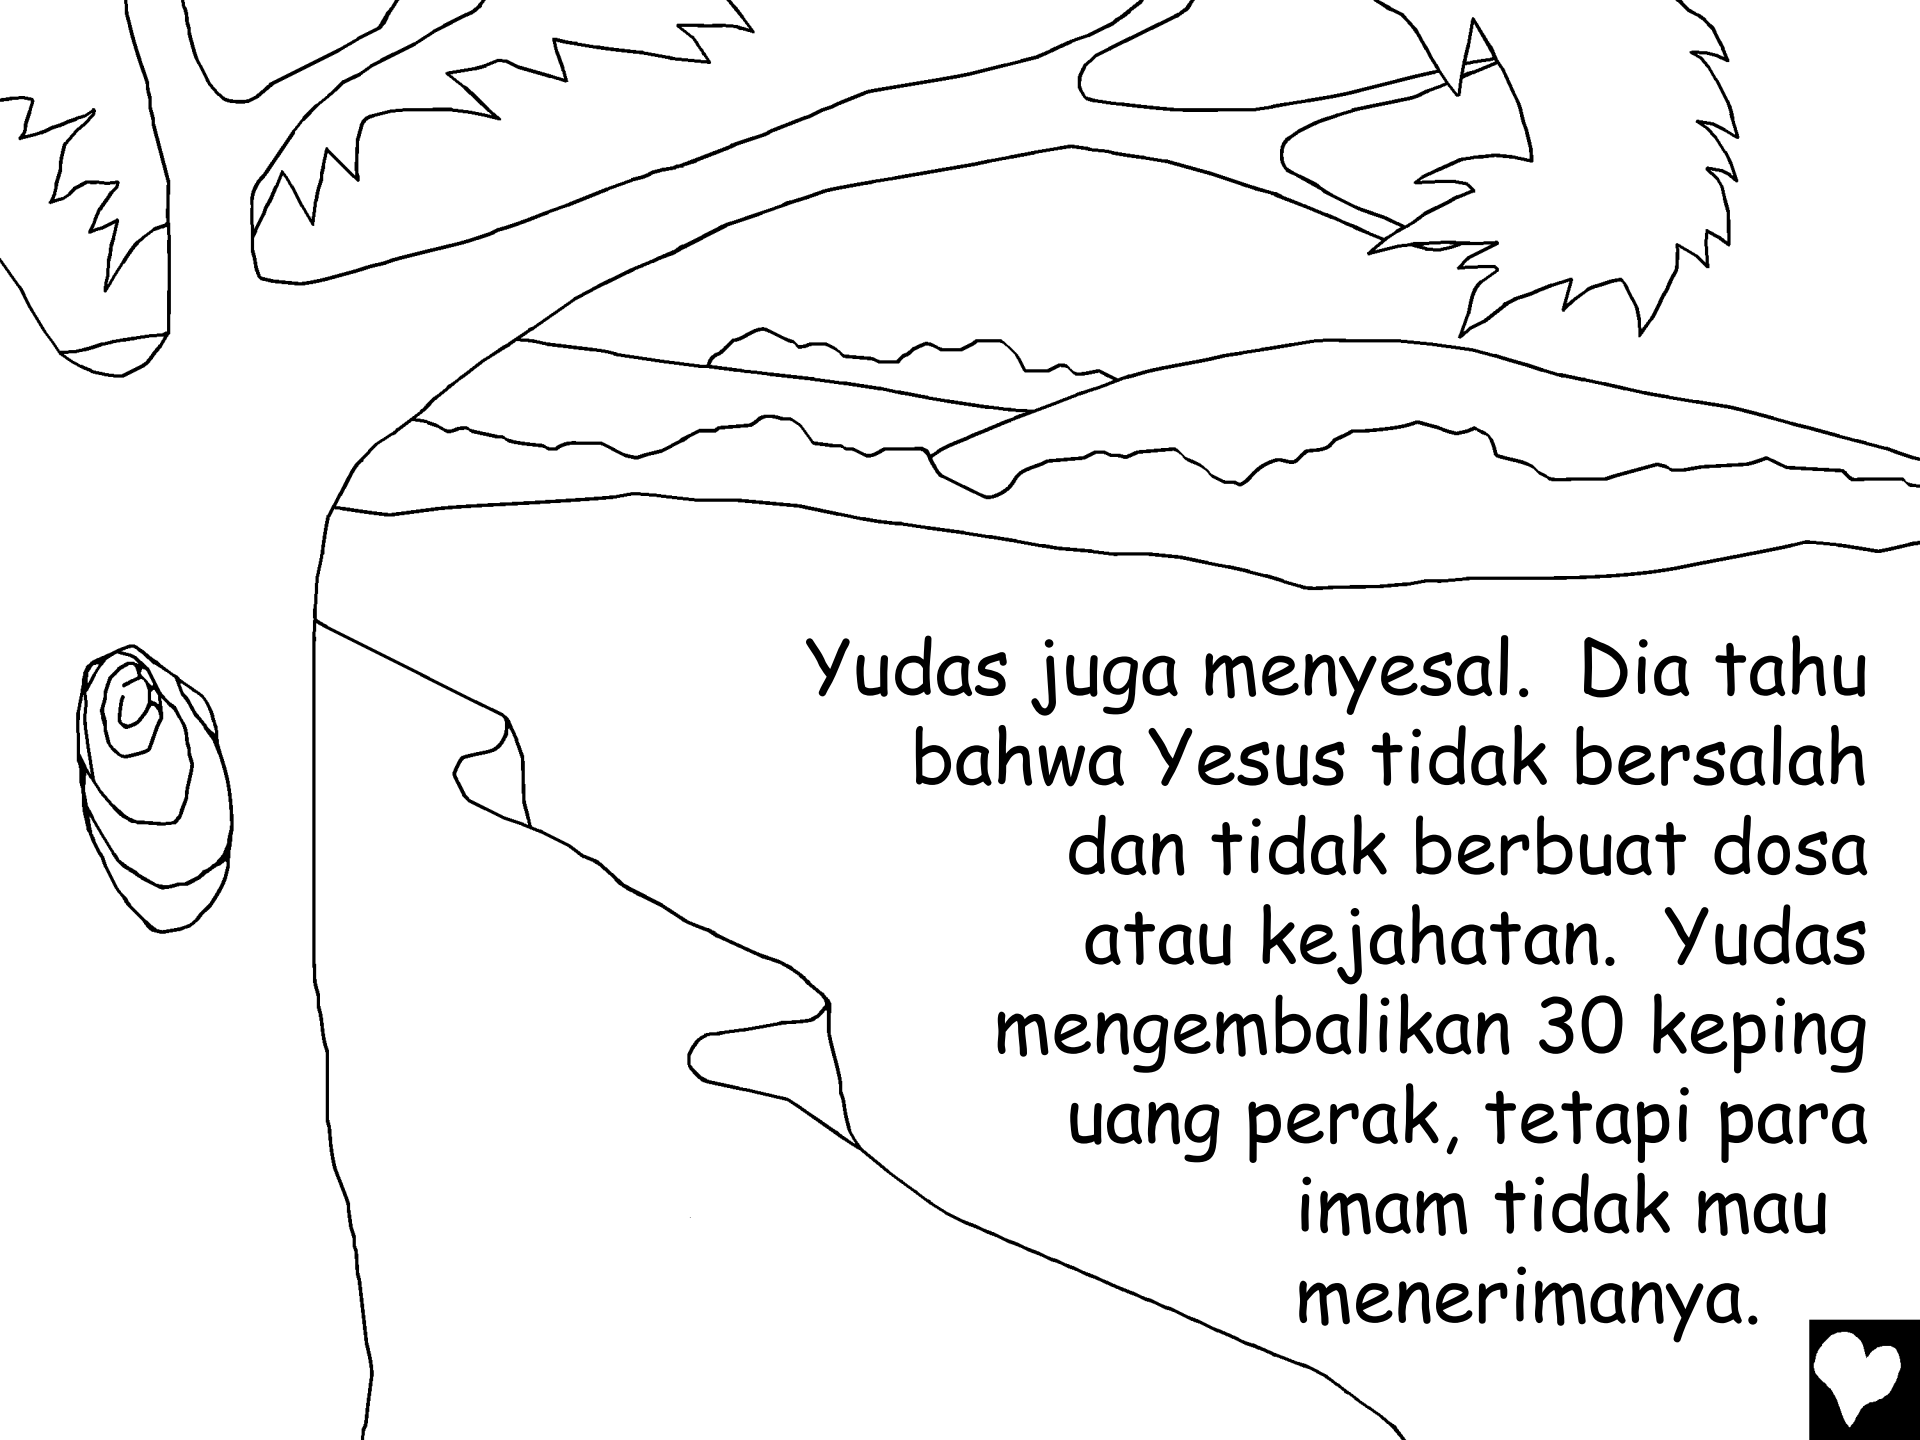 Yudas juga menyesal.  Dia tahu
bahwa Yesus tidak bersalah
dan tidak berbuat dosa
atau kejahatan.  Yudas
mengembalikan 30 keping
uang perak, tetapi para
imam tidak mau
menerimanya.